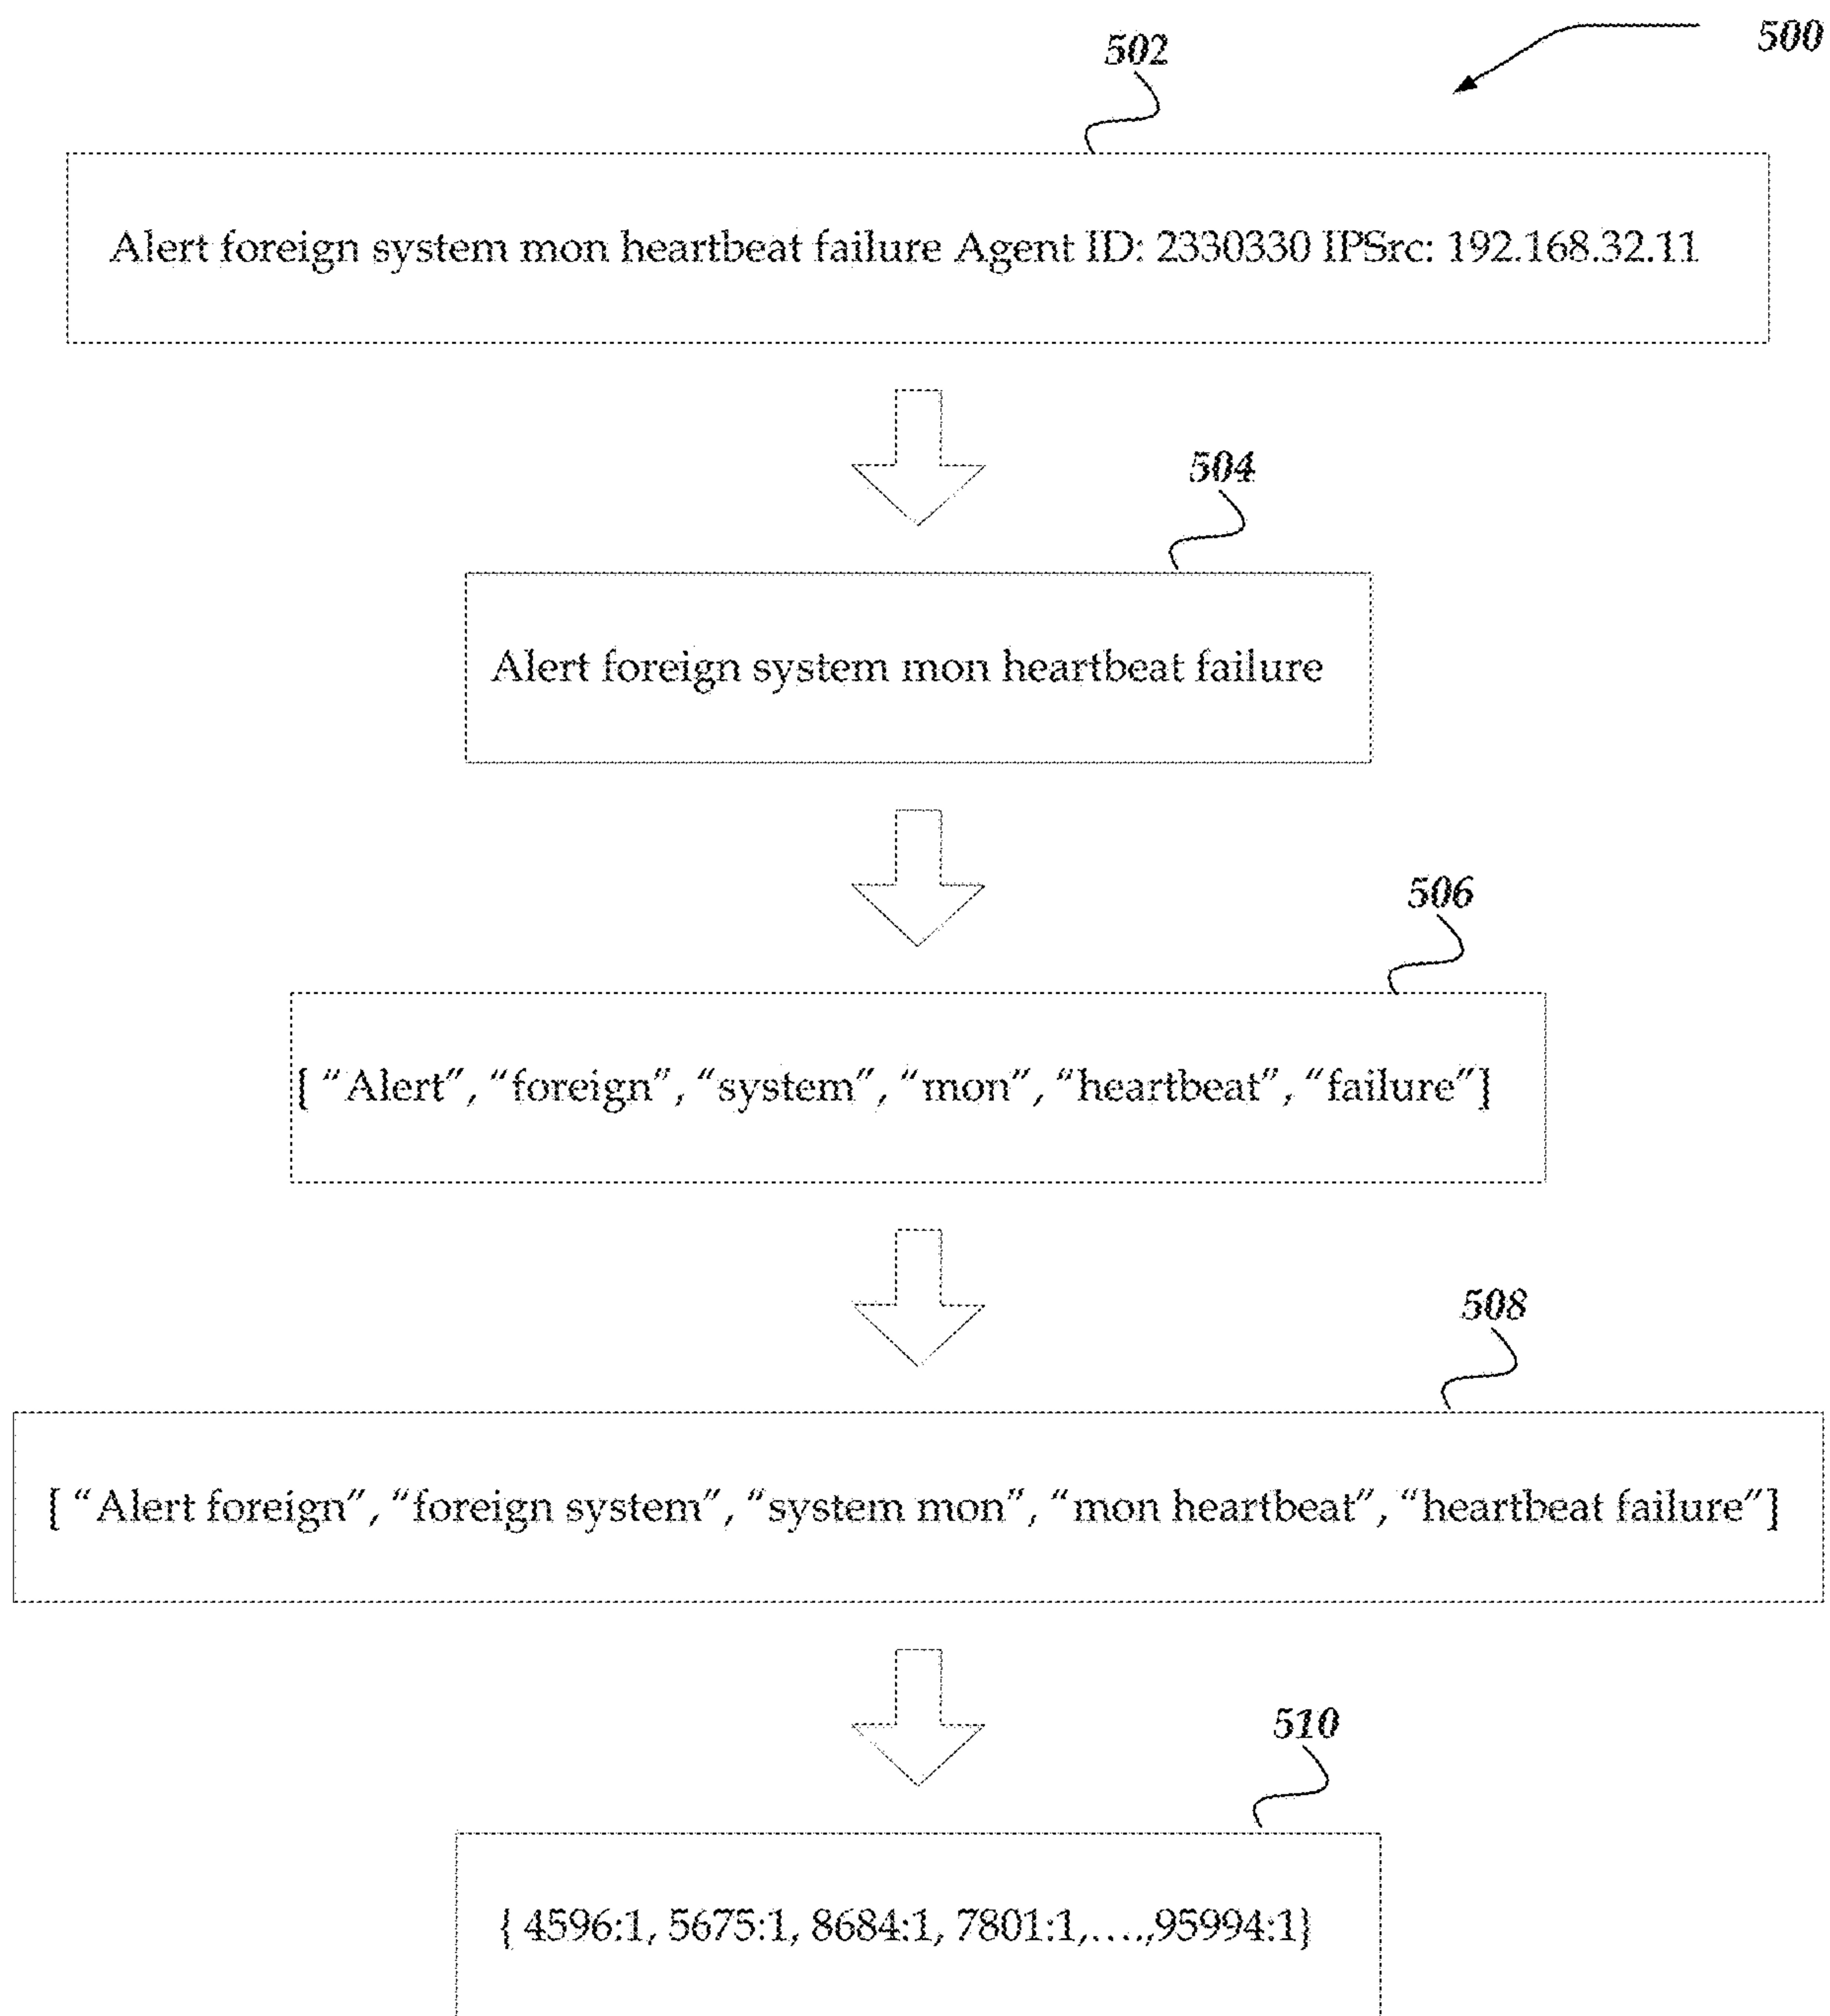 500
502
Alert foreign system mon heartbeat failure Agent ID: 2330330 IPSrc: 192.168.32.11
504
Alert foreign system mon heartbeat failure
506
[ “Alert”, “foreign”, “system”, “mon”, “heartbeat”, “failure”]
508
[ “Alert foreign”, “foreign system”, “system mon”, “mon heartbeat”, “heartbeat failure”]
510
{ 4596:1, 5675:1, 8684:1, 7801:1,….,95994:1}